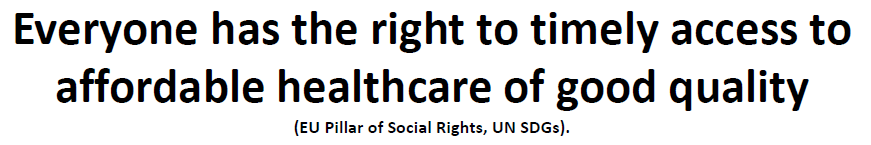 Everyone has the right to timely access to
affordable healthcare of good quality
(EU Pillar of Social Rights, UN SDGs).